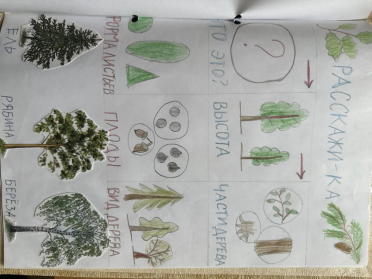 РАССКАЖИ-КА
ЧТО ЭТО?
ВЫСОТА
ЧАСТИ ДЕРЕВА
ФОРМА ЛИСТЬЕВ
ПЛОДЫ
ВИД ДЕРЕВА
ЕЛЬ
РЯБИНА
БЕРЁЗА
?